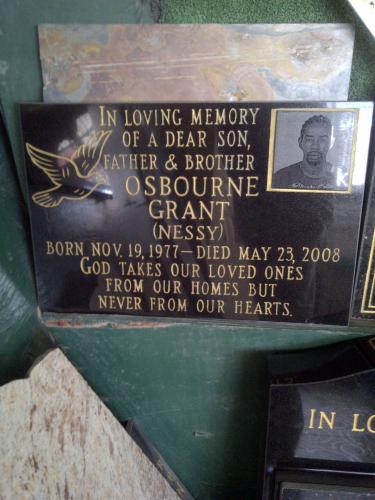 IN LOVING MEMORY
OF A DEAR SON,
FATHER & BROTHER
OSBOURNE
GRANT
(NESSY)
BORN NOV. 19, 1977—DIED MAY 23, 2008
GOD TAKES OUR LOVED ONES
FROM OUR HOMES BUT
NEVER FROM OUR HEARTS.
IN LO